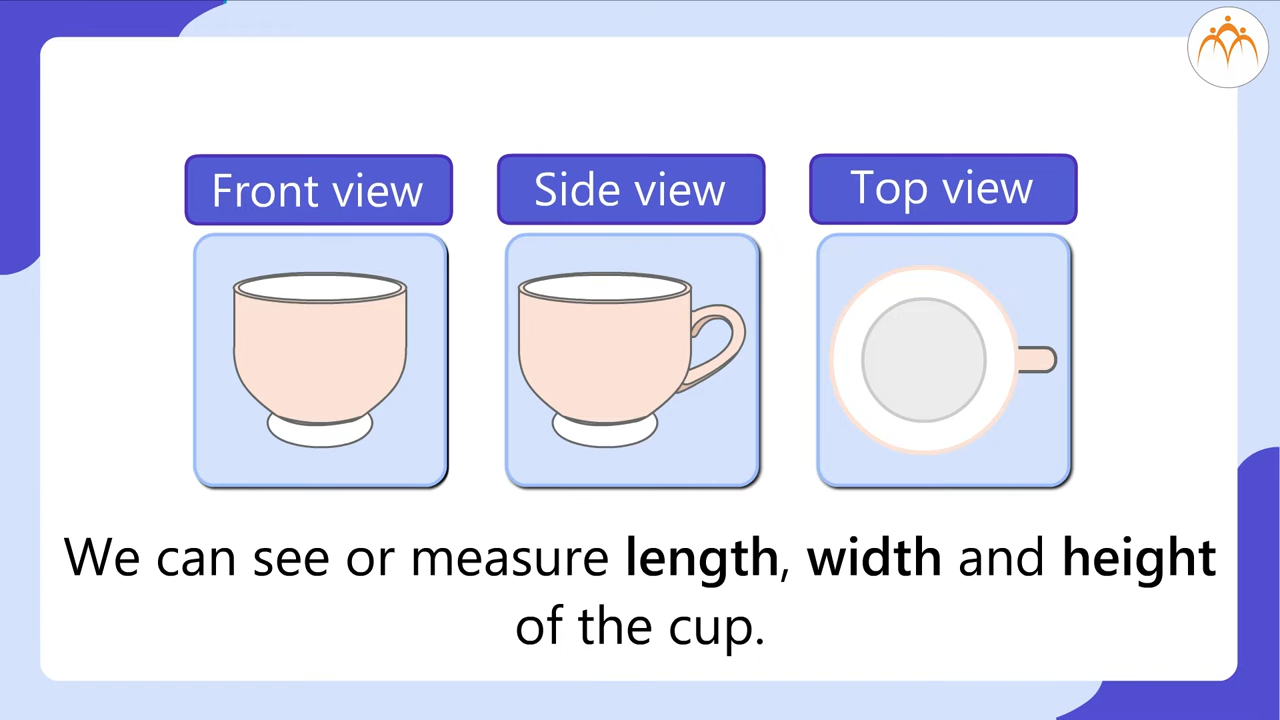 Front view
Side view
Top view
We can see or measure length, width and height
of the cup.